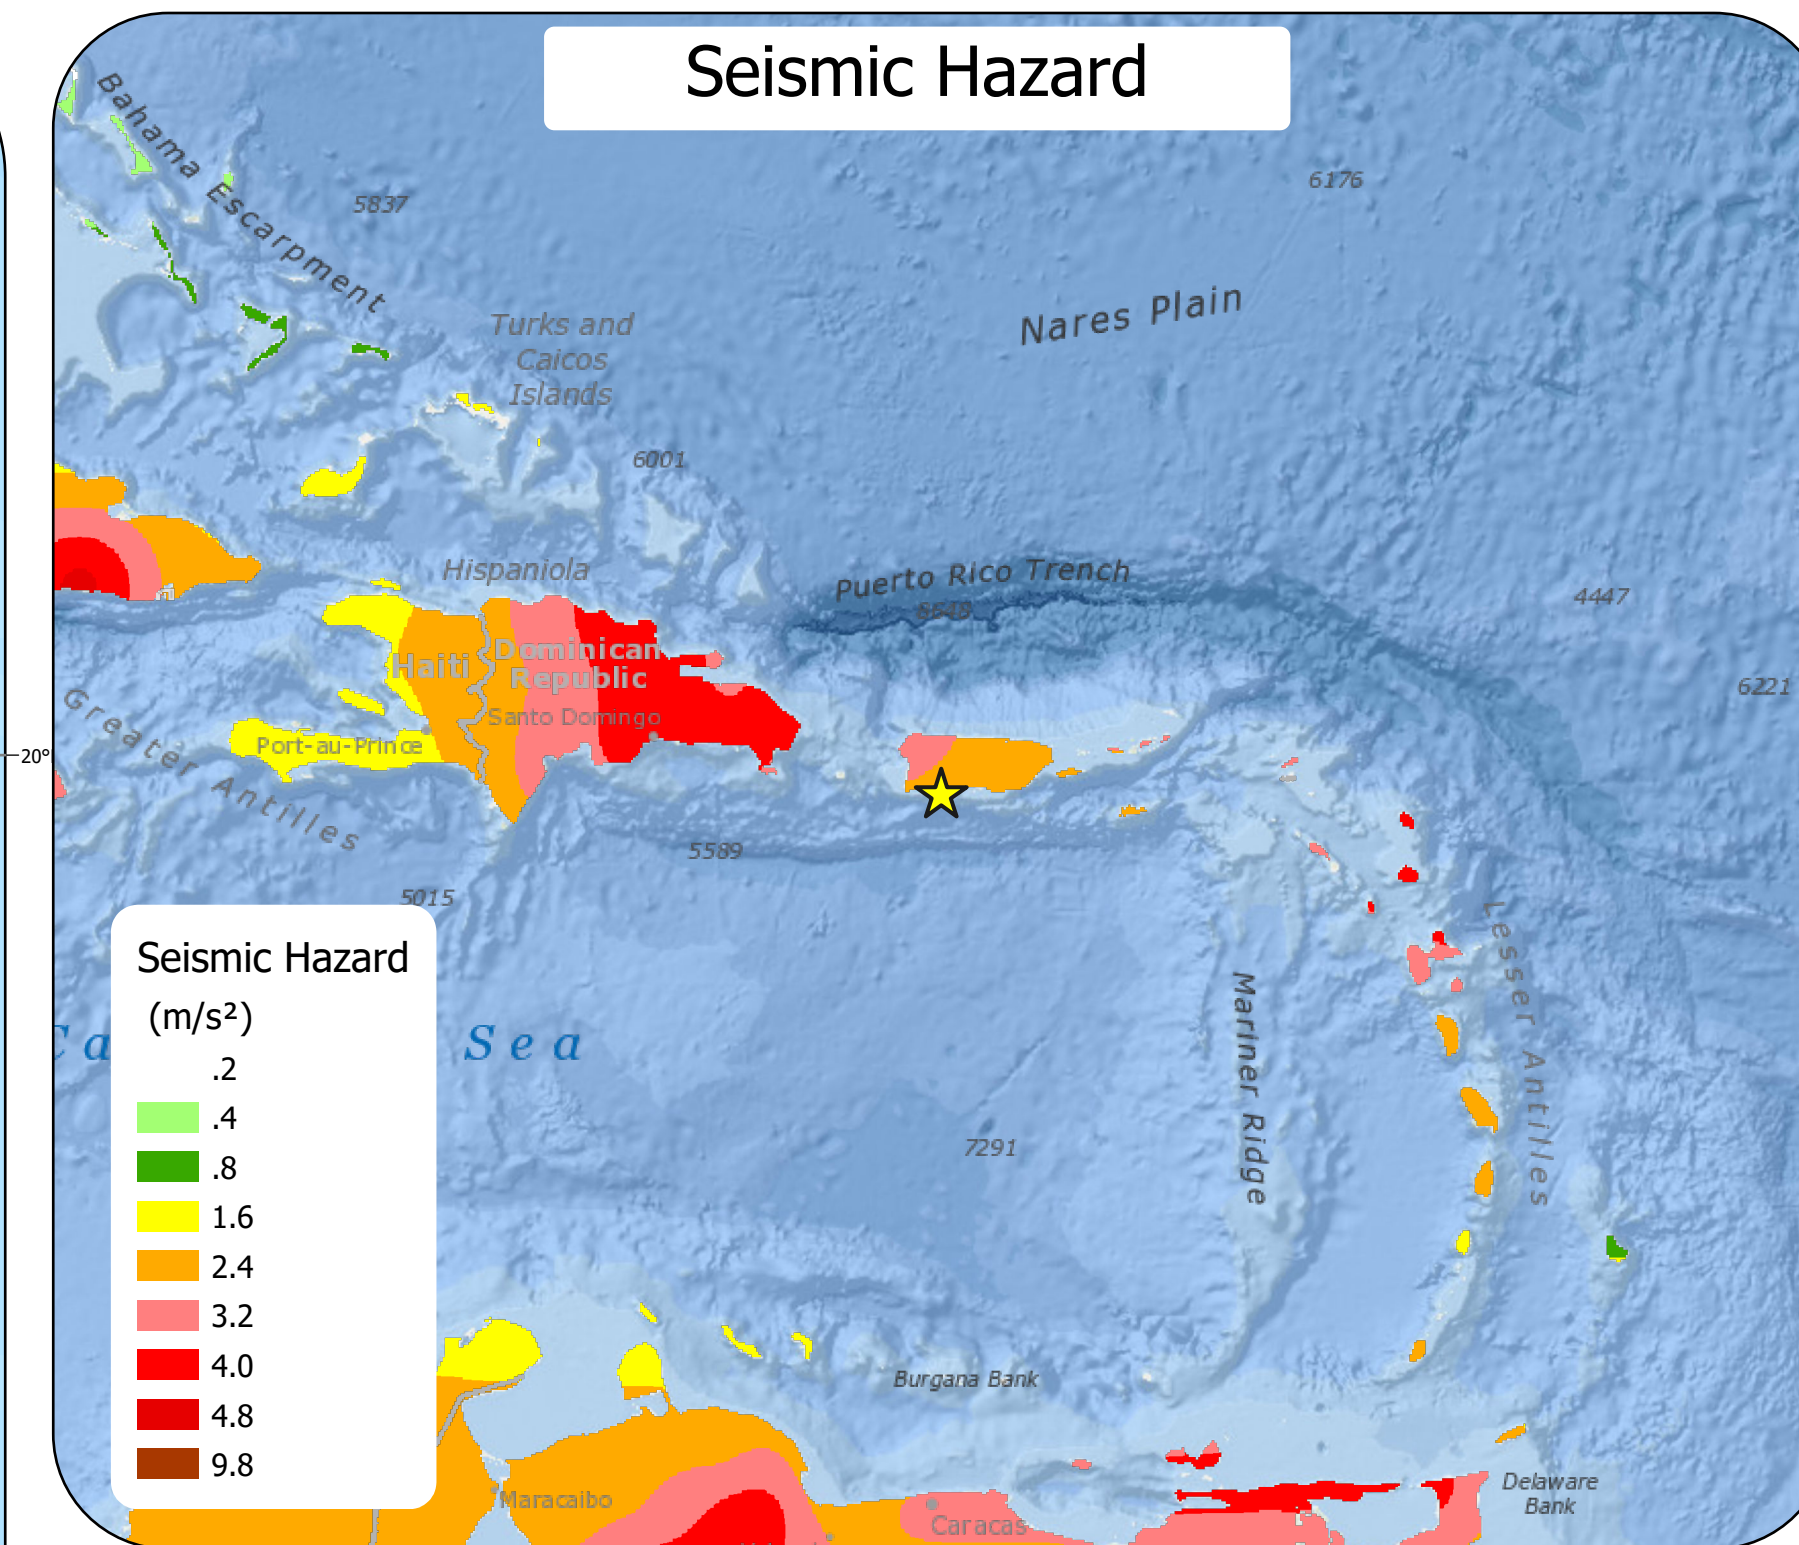 Seismic Hazard
Bahama Escarpment
5837
6176
Nares Plain
Turks and
Caicos
Islands
6001
Hispaniola
Puerto Rico Trench
4447
Haiti
Dominican
Republic
6221
Greater Antilles
Santo Domingo
Port-au-Prince
20°
5589
5015
Lesser Antilles
Mariner Ridge
Ca
Sea
7291
Seismic Hazard
(m/s²)
.2
.4
.8
1.6
2.4
3.2
4.0
4.8
9.8
Burgana Bank
Maracaibo
Caracas
Delaware
Bank